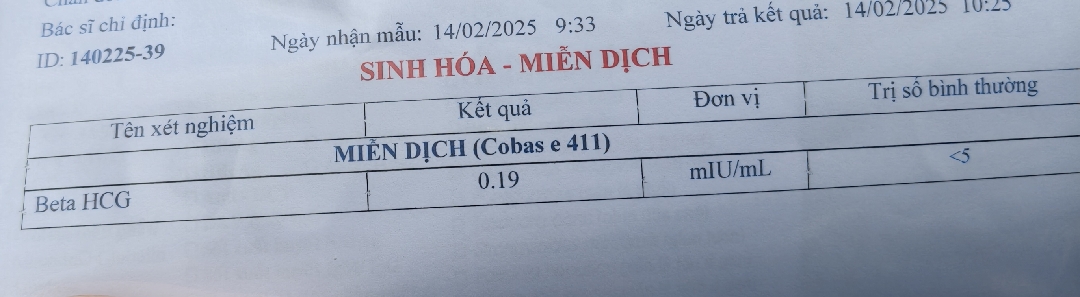 Bác sĩ chỉ định:
ID: 140225-39
Ngày nhận mẫu: 14/02/2025 9:33
Ngày trả kết quả: 14/02/2025 10:25
SINH HÓA - MIỄN DỊCH
Tên xét nghiệm Kết quả Đơn vị Trị số bình thường
MIỄN DỊCH (Cobas e 411)
Beta HCG 0.19 mIU/mL <5